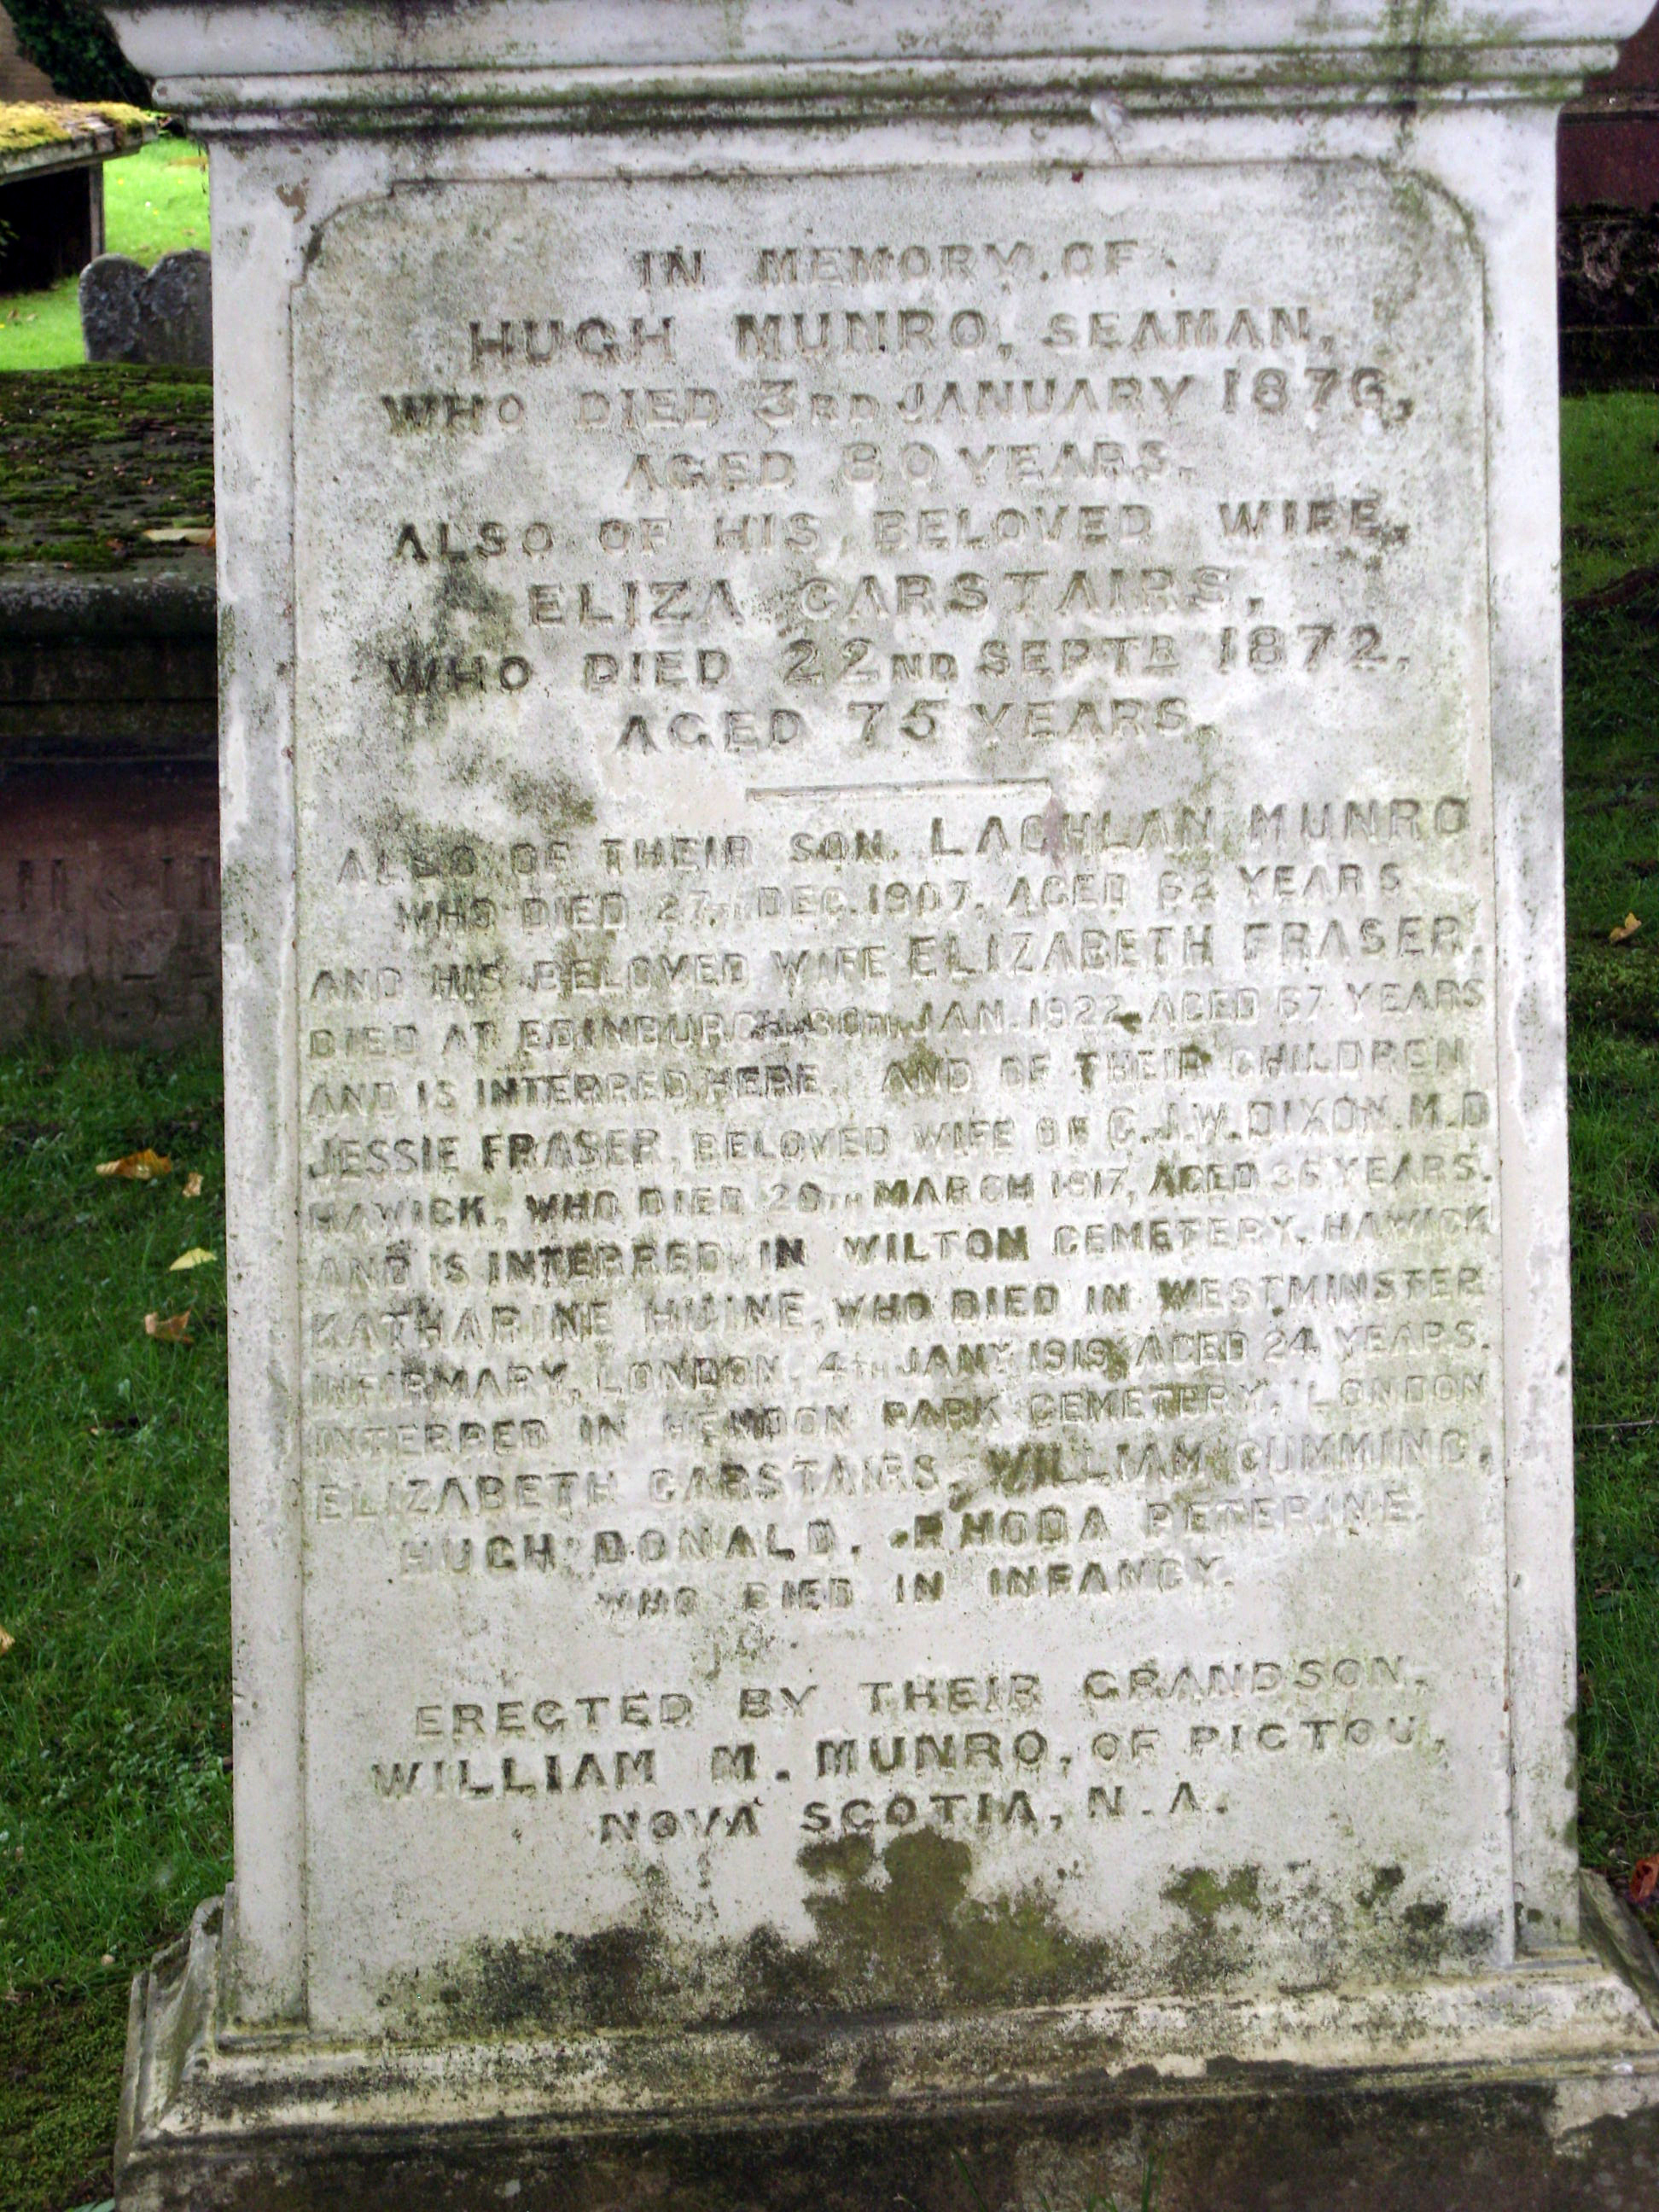 IN MEMORY OF
HUGH MUNRO, SEAMAN,
WHO DIED 3RD JANUARY 1876,
AGED 80 YEARS.
ALSO OF HIS BELOVED WIFE,
ELIZA CARSTAIRS,
WHO DIED 22ND SEPTR 1872,
AGED 75 YEARS.
ALSO OF THEIR SON, LACHLAN MUNRO
WHO DIED 27TH DEC. 1907. AGED 62 YEARS
AND HIS BELOVED WIFE ELIZABETH FRASER.
DIED AT EDINBURGH 30TH JAN. 1922 AGED 67 YEARS
AND IS INTERRED HERE. AND OF THEIR CHILDREN
JESSIE FRASER, BELOVED WIFE OF C.J.W. DIXON. M.D
HAWICK, WHO DIED 20TH MARCH 1917, AGED 36 YEARS.
AND IS INTERRED IN WILTON CEMETERY, HAWICK
KATHARINE HUINE, WHO DIED IN WESTMINSTER
INFIRMARY, LONDON, 4TH JANY 1919 AGED 24 YEARS.
INTERRED IN HENDON PARK CEMETERY, LONDON
ELIZABETH CARSTAIRS, WILLIAM CUMMING,
HUGH DONALD, RHODA PETERINE
WHO DIED IN INFANCY.
ERECTED BY THEIR GRANDSON,
WILLIAM M. MUNRO, OF PICTOU,
NOVA SCOTIA, N.A.